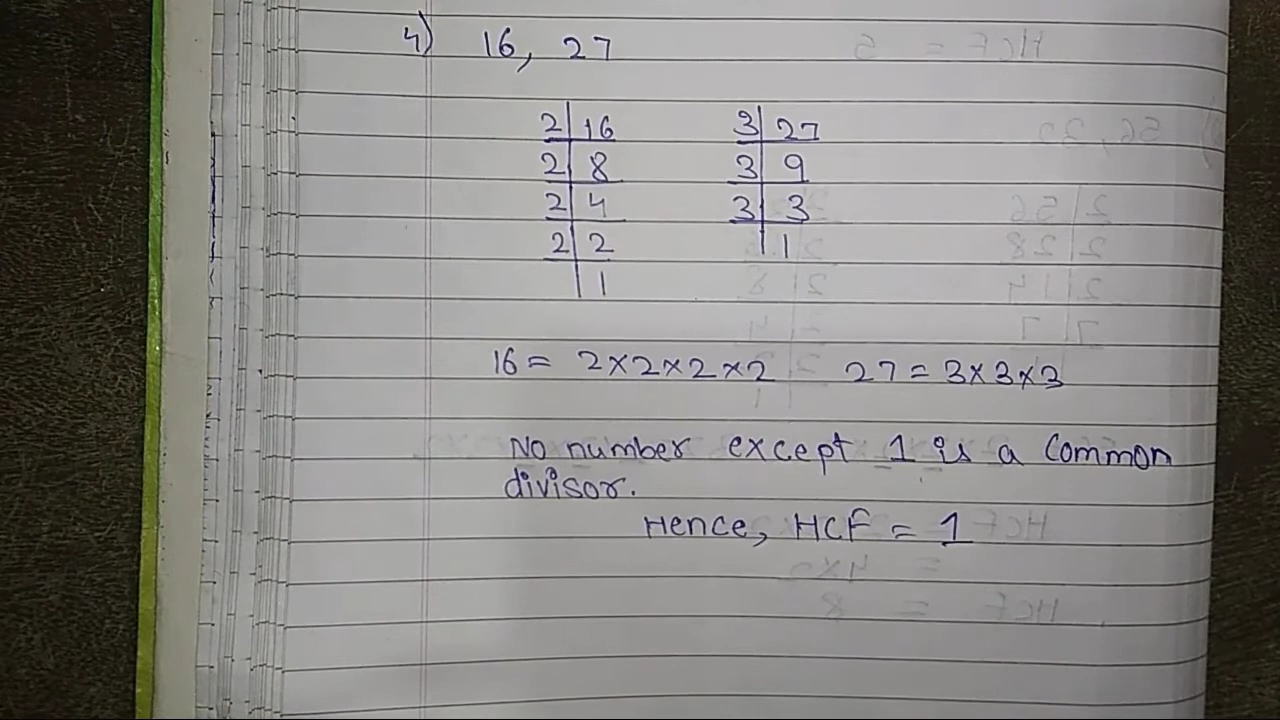 4) 16, 27
2 16 3 27
2 8 3 9
2 4 3 3
2 2 1
1
16 = 2×2×2×2 27 = 3×3×3
No number except 1 is a Common
divisor.
Hence, HCF = 1